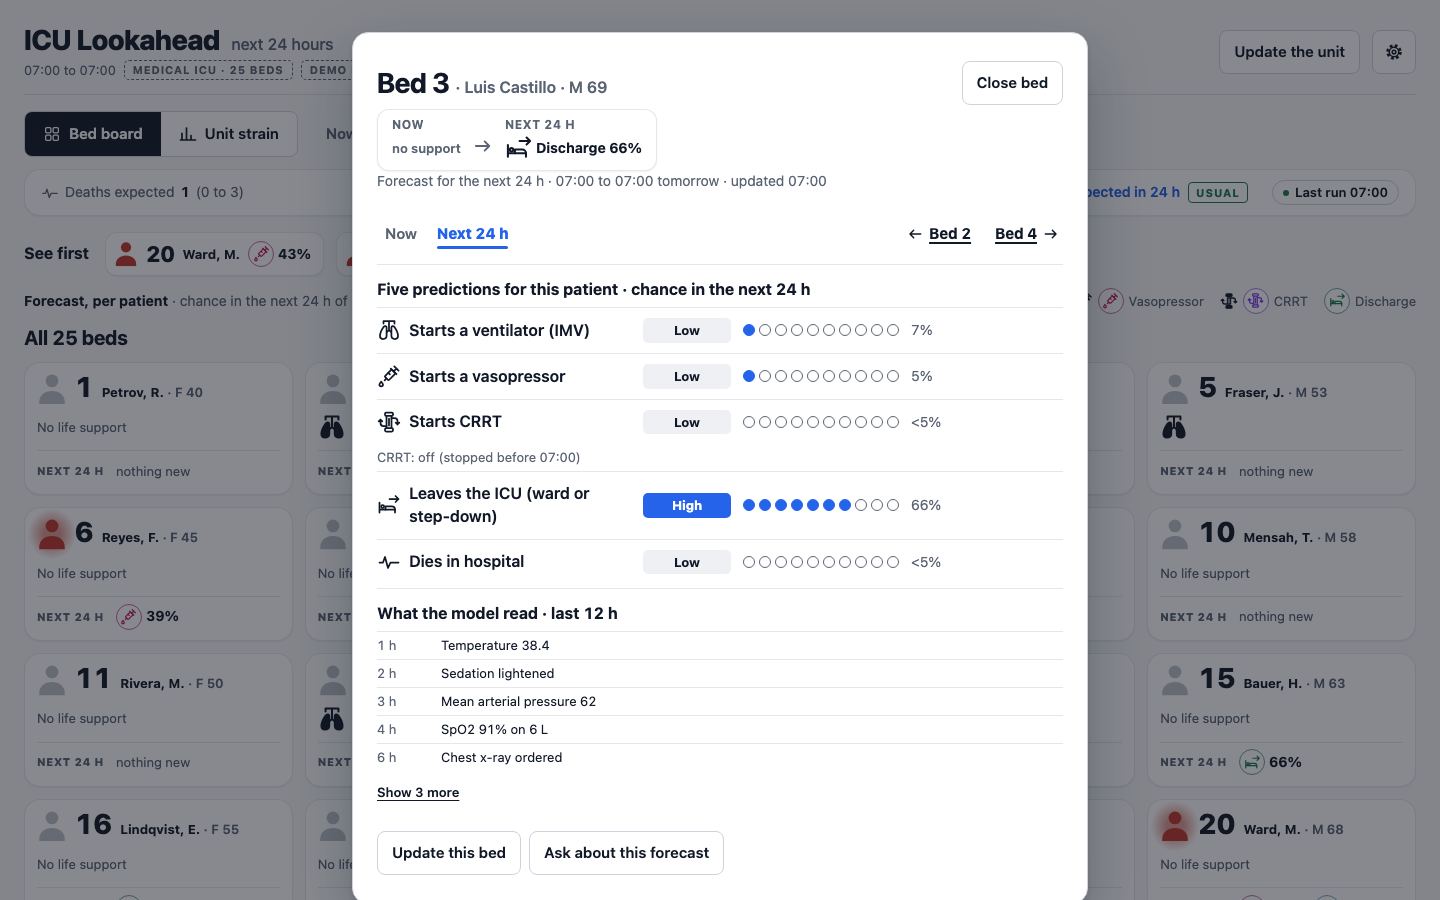 ICU Lookahead next 24 hours
07:00 to 07:00 MEDICAL ICU · 25 BEDS DEMO
Update the unit
Bed board
Unit strain
Now
Deaths expected 1 (0 to 3)
pected in 24 h USUAL
Last run 07:00
See first
20 Ward, M. 43%
Forecast, per patient · chance in the next 24 h of
Vasopressor
CRRT
Discharge
All 25 beds
1 Petrov, R. · F 40
No life support
NEXT 24 H nothing new
5 Fraser, J. · M 53
NEXT 24 H nothing new
6 Reyes, F. · F 45
No life support
NEXT 24 H 39%
No life
10 Mensah, T. · M 58
No life support
NEXT 24 H nothing new
11 Rivera, M. · F 50
No life support
NEXT 24 H nothing new
15 Bauer, H. · M 63
No life support
NEXT 24 H 66%
16 Lindqvist, E. · F 55
No life support
20 Ward, M. · M 68
No life support
Bed 3 · Luis Castillo · M 69
Close bed
NOW
no support
NEXT 24 H
Discharge 66%
Forecast for the next 24 h · 07:00 to 07:00 tomorrow · updated 07:00
Now
Next 24 h
← Bed 2
Bed 4 →
Five predictions for this patient · chance in the next 24 h
Starts a ventilator (IMV) Low 7%
Starts a vasopressor Low 5%
Starts CRRT Low <5%
CRRT: off (stopped before 07:00)
Leaves the ICU (ward or
step-down)
High 66%
Dies in hospital Low <5%
What the model read · last 12 h
1 h Temperature 38.4
2 h Sedation lightened
3 h Mean arterial pressure 62
4 h SpO2 91% on 6 L
6 h Chest x-ray ordered
Show 3 more
Update this bed
Ask about this forecast